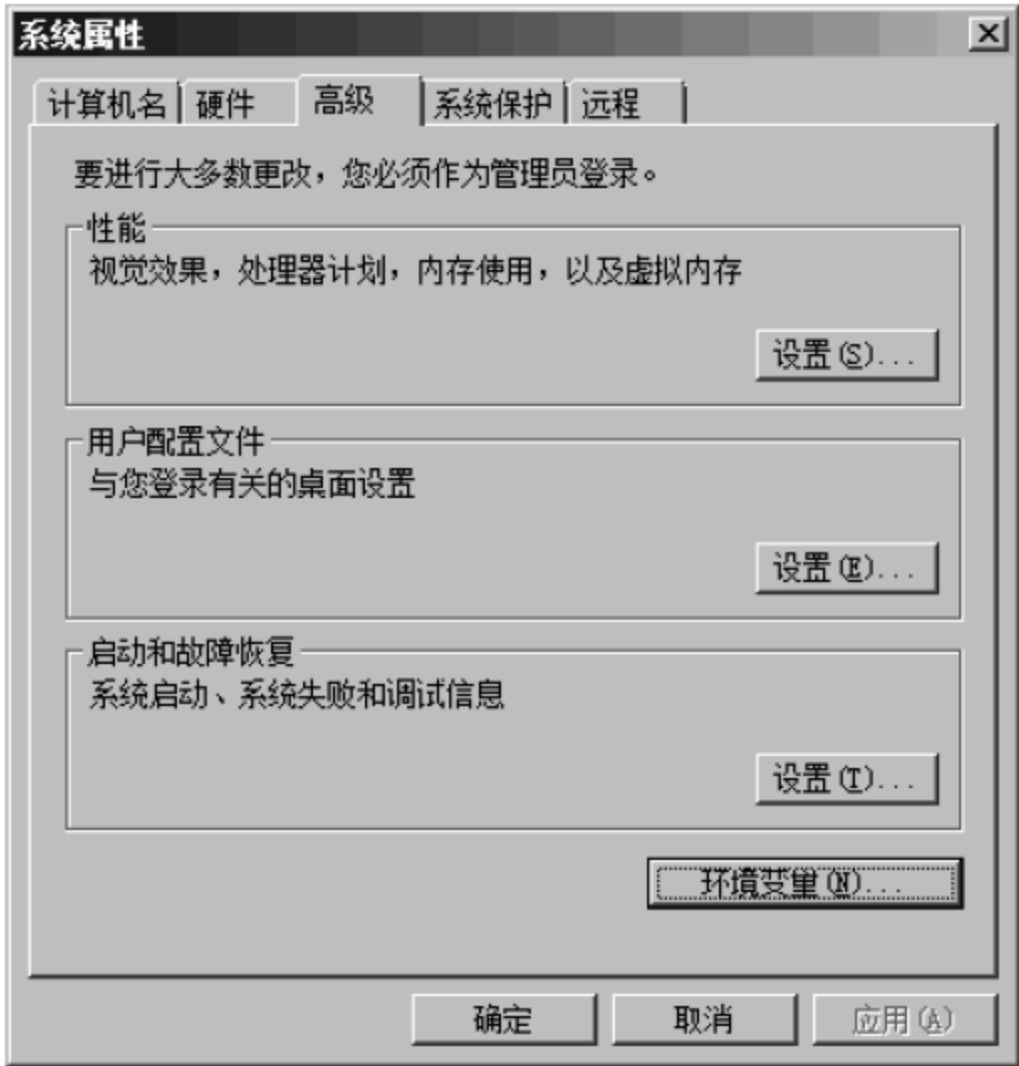 系统属性
计算机名 硬件 高级 系统保护 远程
要进行大多数更改，您必须作为管理员登录。
性能
视觉效果，处理器计划，内存使用，以及虚拟内存
设置(S)...
用户配置文件
与您登录有关的桌面设置
设置(E)...
启动和故障恢复
系统启动、系统失败和调试信息
设置(T)...
环境变量(N)...
确定 取消 应用(A)